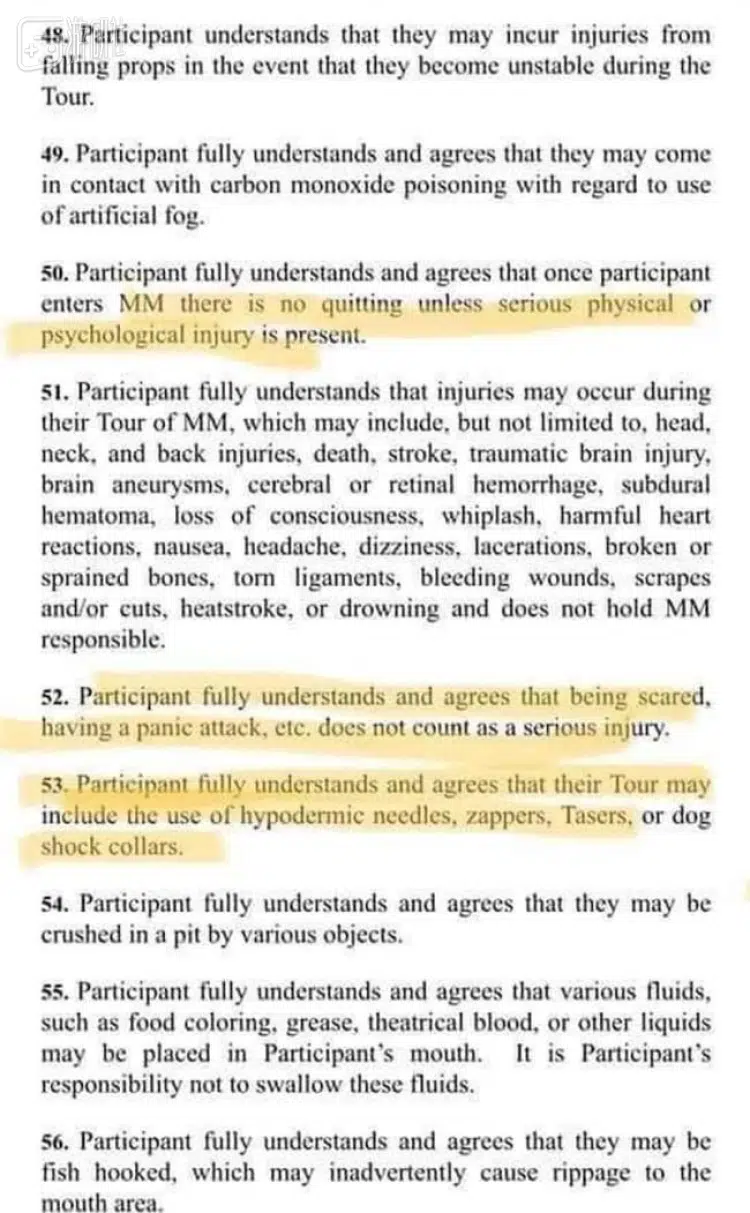 48. Participant understands that they may incur injuries from
falling props in the event that they become unstable during the
Tour.
49. Participant fully understands and agrees that they may come
in contact with carbon monoxide poisoning with regard to use
of artificial fog.
50. Participant fully understands and agrees that once participant
enters MM there is no quitting unless serious physical or
psychological injury is present.
51. Participant fully understands that injuries may occur during
their Tour of MM, which may include, but not limited to, head,
neck, and back injuries, death, stroke, traumatic brain injury,
brain aneurysms, cerebral or retinal hemorrhage, subdural
hematoma, loss of consciousness, whiplash, harmful heart
reactions, nausea, headache, dizziness, lacerations, broken or
sprained bones, torn ligaments, bleeding wounds, scrapes
and/or cuts, heatstroke, or drowning and does not hold MM
responsible.
52. Participant fully understands and agrees that being scared,
having a panic attack, etc. does not count as a serious injury.
53. Participant fully understands and agrees that their Tour may
include the use of hypodermic needles, zappers, Tasers, or dog
shock collars.
54. Participant fully understands and agrees that they may be
crushed in a pit by various objects.
55. Participant fully understands and agrees that various fluids,
such as food coloring, grease, theatrical blood, or other liquids
may be placed in Participant's mouth. It is Participant's
responsibility not to swallow these fluids.
56. Participant fully understands and agrees that they may be
fish hooked, which may inadvertently cause rippage to the
mouth area.